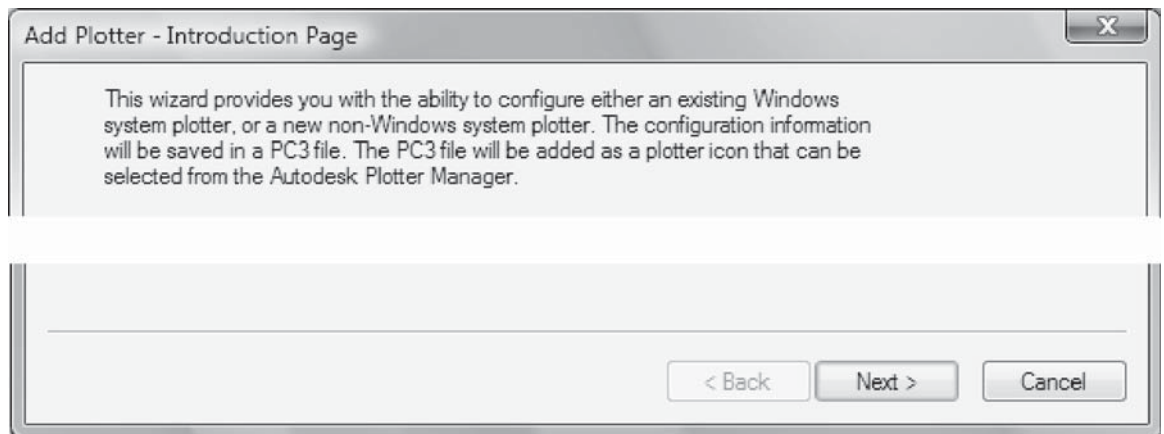 Add Plotter - Introduction Page
X
This wizard provides you with the ability to configure either an existing Windows
system plotter, or a new non-Windows system plotter. The configuration information
will be saved in a PC3 file. The PC3 file will be added as a plotter icon that can be
selected from the Autodesk Plotter Manager.
< Back
Next >
Cancel